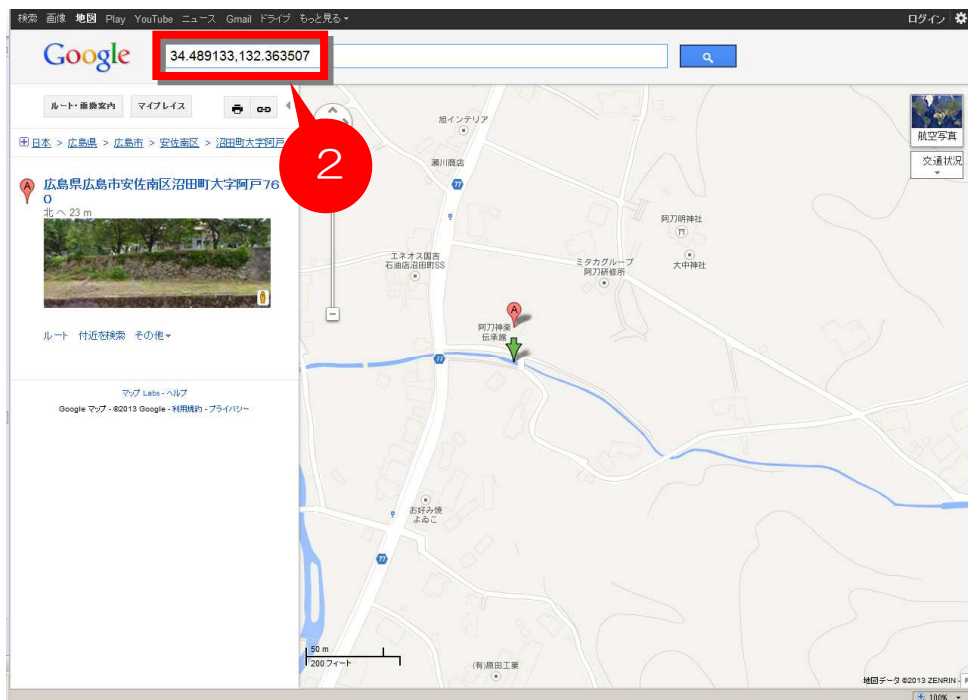 検索 画像 地図 Play YouTube ニュース Gmail ドライブ もっと見る
ログイン
Google
34.489133,132.363507
ルート・乗換案内 マイプレイス
日本 > 広島県 > 広島市 > 安佐南区 > 沼田町大字阿戸
2
A
広島県広島市安佐南区沼田町大字阿戸76
0
北へ 23 m
ルート 付近を検索 その他
マップ Labs - ヘルプ
Google マップ - ©2013 Google - 利用規約 - プライバシー
航空写真
交通状況
旭インテリア
瀬川商店
77
阿刀明神社
エネオス国吉
石油店沼田町SS
ミタカグループ
阿刀研修所
大中神社
A
阿刀神楽
伝承館
77
お好み焼
よゐこ
77
50 m
200 フィート
(有)原田工業
地図データ ©2013 ZENRIN -
100%